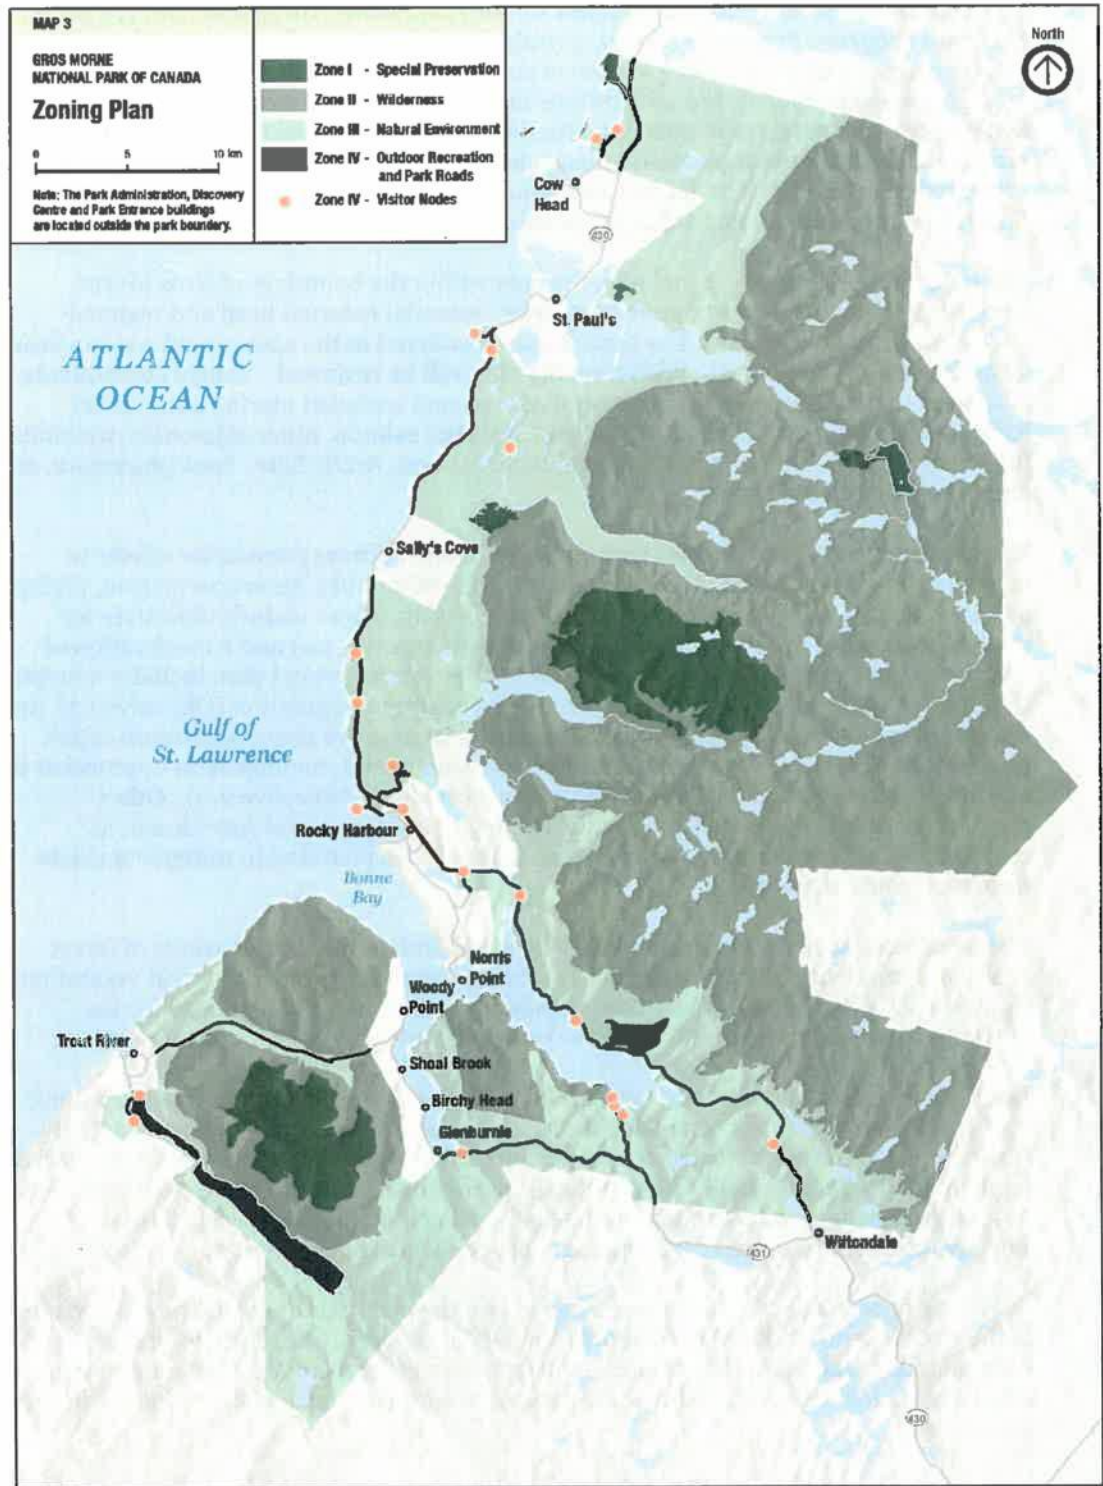 MAP 3
GROS MORNE
NATIONAL PARK OF CANADA
Zoning Plan
0 5 10 km
Note: The Park Administration, Discovery
Centre and Park Entrance buildings
are located outside the park boundary.
Zone I - Special Preservation
Zone II - Wilderness
Zone III - Natural Environment
Zone IV - Outdoor Recreation
and Park Roads
Zone IV - Visitor Nodes
North
Cow
Head
430
St. Paul's
ATLANTIC
OCEAN
Sally's Cove
Gulf of
St. Lawrence
Rocky Harbour
Bonne
Bay
Norris
Point
Woody
Point
Trout River
Shoal Brook
Birchy Head
Glenburnie
Wiltondale
431
430